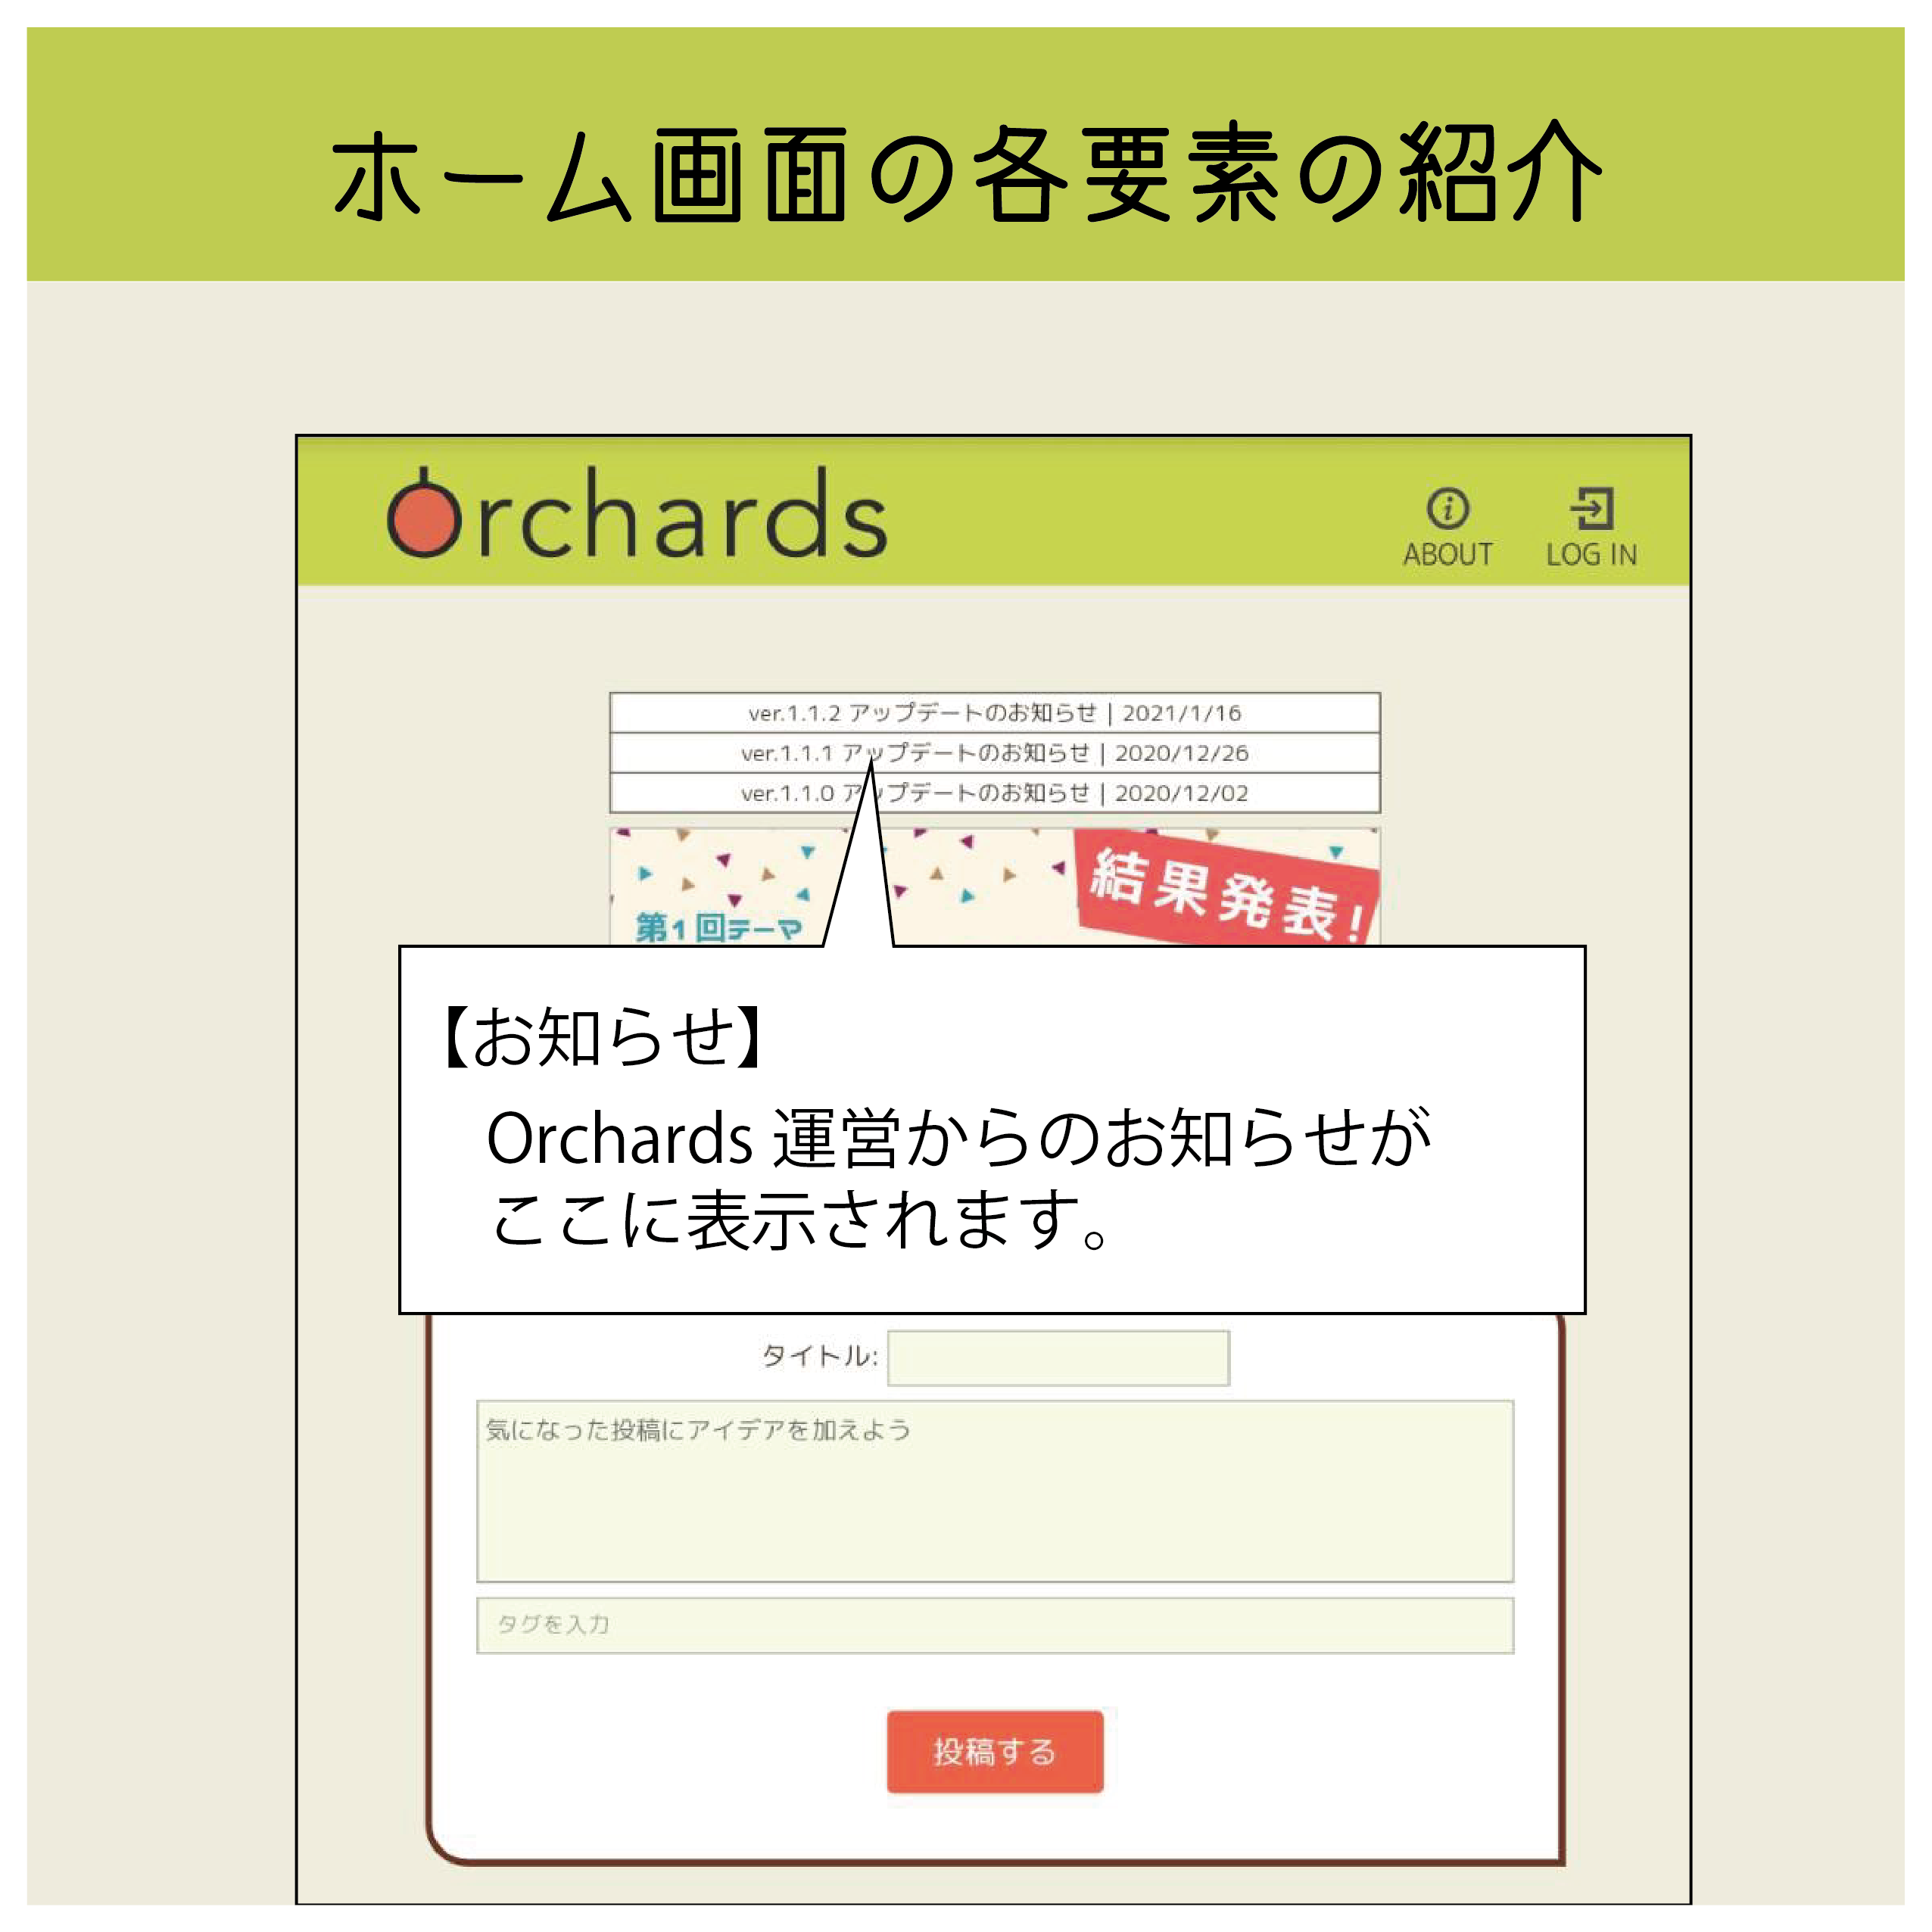 ホーム画面の各要素の紹介
Orchards
ABOUT
LOG IN
ver.1.1.2 アップデートのお知らせ | 2021/1/16
ver.1.1.1 アップデートのお知らせ | 2020/12/26
ver.1.1.0 アップデートのお知らせ | 2020/12/02
結果発表!
第1回テーマ
【お知らせ】
Orchards 運営からのお知らせが
ここに表示されます。
タイトル:
気になった投稿にアイデアを加えよう
タグを入力
投稿する